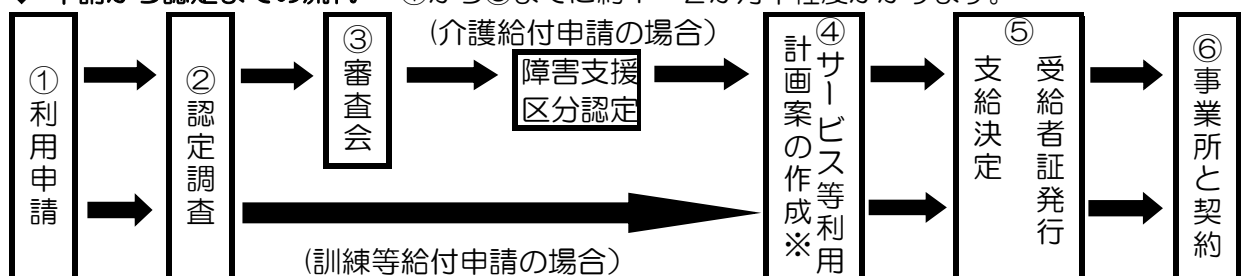 (介護給付申請の場合)
①利用申請
②認定調査
③審査会
障害支援
区分認定
④サービス等利用
計画案の作成※
⑤
受給者証発行
支給決定
⑥事業所と契約
(訓練等給付申請の場合)